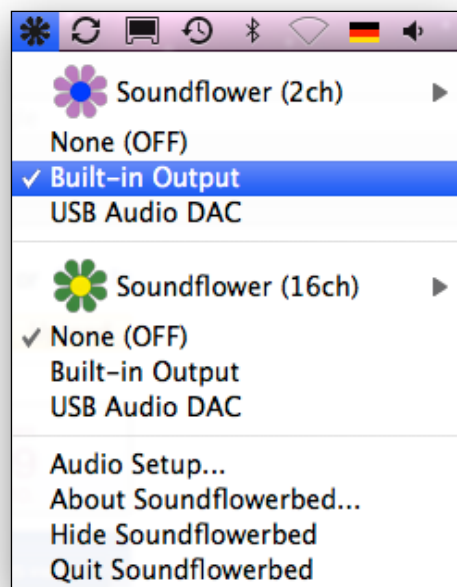 Soundflower (2ch)
None (OFF)
Built-in Output
USB Audio DAC
Soundflower (16ch)
None (OFF)
Built-in Output
USB Audio DAC
Audio Setup...
About Soundflowerbed...
Hide Soundflowerbed
Quit Soundflowerbed